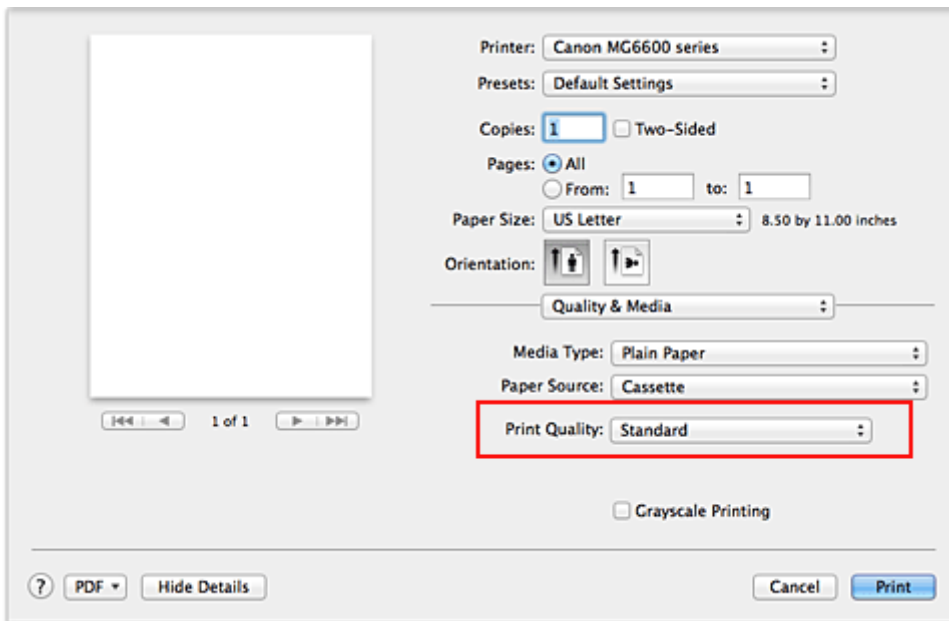 Printer: Canon MG6600 series
Presets: Default Settings
Copies: 1 Two-Sided
Pages: All
From: 1 to: 1
Paper Size: US Letter 8.50 by 11.00 inches
Orientation:
Quality & Media
Media Type: Plain Paper
Paper Source: Cassette
1 of 1
Print Quality: Standard
Grayscale Printing
? PDF Hide Details Cancel Print